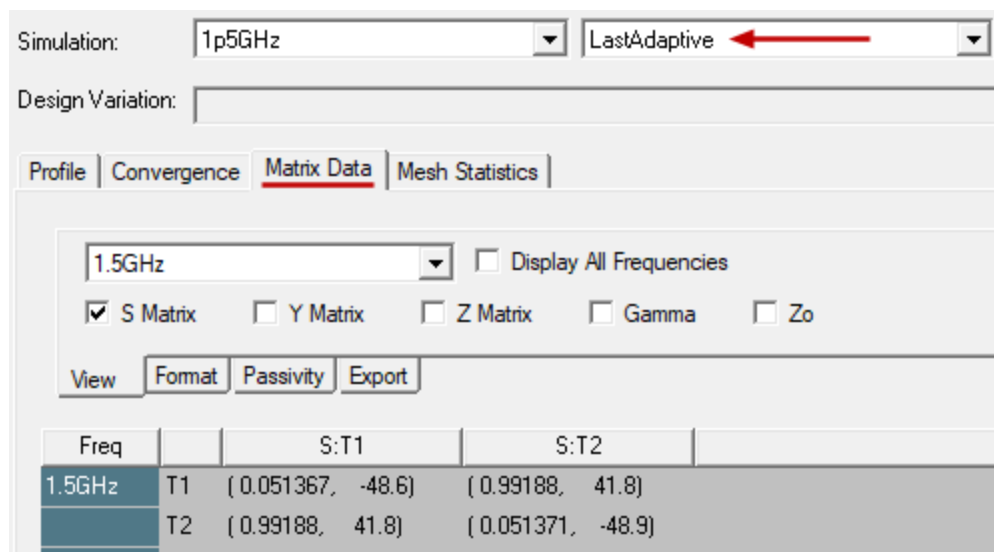 Simulation: 1p5GHz LastAdaptive
Design Variation:
Profile Convergence Matrix Data Mesh Statistics
1.5GHz Display All Frequencies
S Matrix Y Matrix Z Matrix Gamma Zo
View Format Passivity Export
Freq S:T1 S:T2
1.5GHz T1 ( 0.051367, -48.6) ( 0.99188, 41.8)
T2 ( 0.99188, 41.8) ( 0.051371, -48.9)